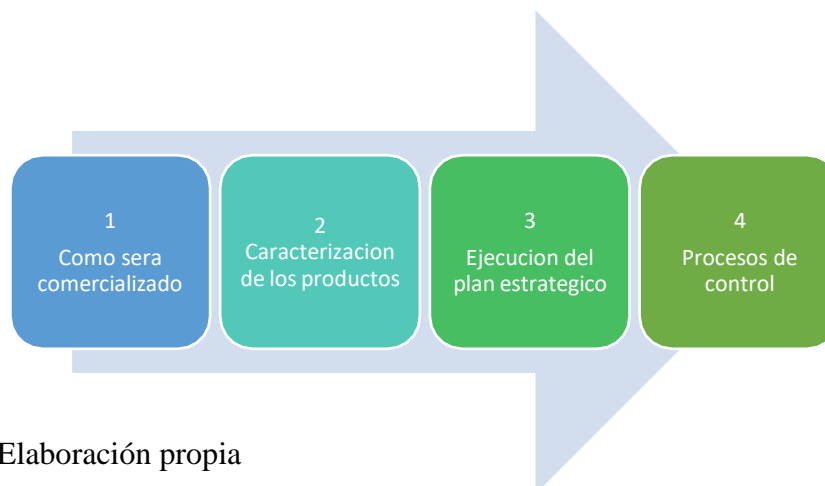 1
Como sera
comercializado
2
Caracterizacion
de los productos
3
Ejecucion del
plan estrategico
4
Procesos de
control
Elaboración propia